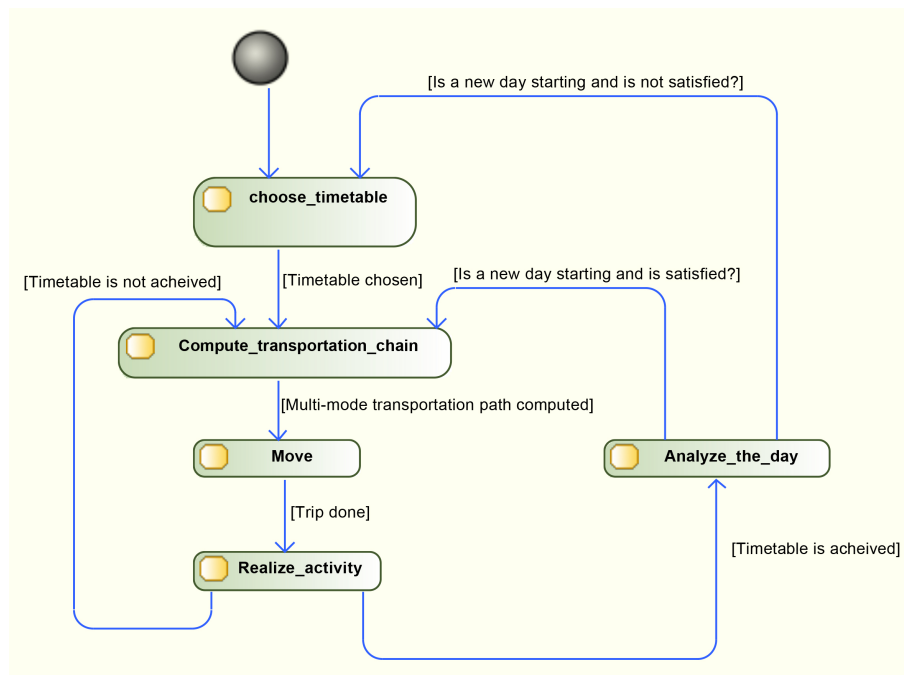 [Is a new day starting and is not satisfied?]
choose_timetable
[Timetable is not acheived]
[Timetable chosen]
[Is a new day starting and is satisfied?]
Compute_transportation_chain
[Multi-mode transportation path computed]
Move
Analyze_the_day
[Trip done]
[Timetable is acheived]
Realize_activity